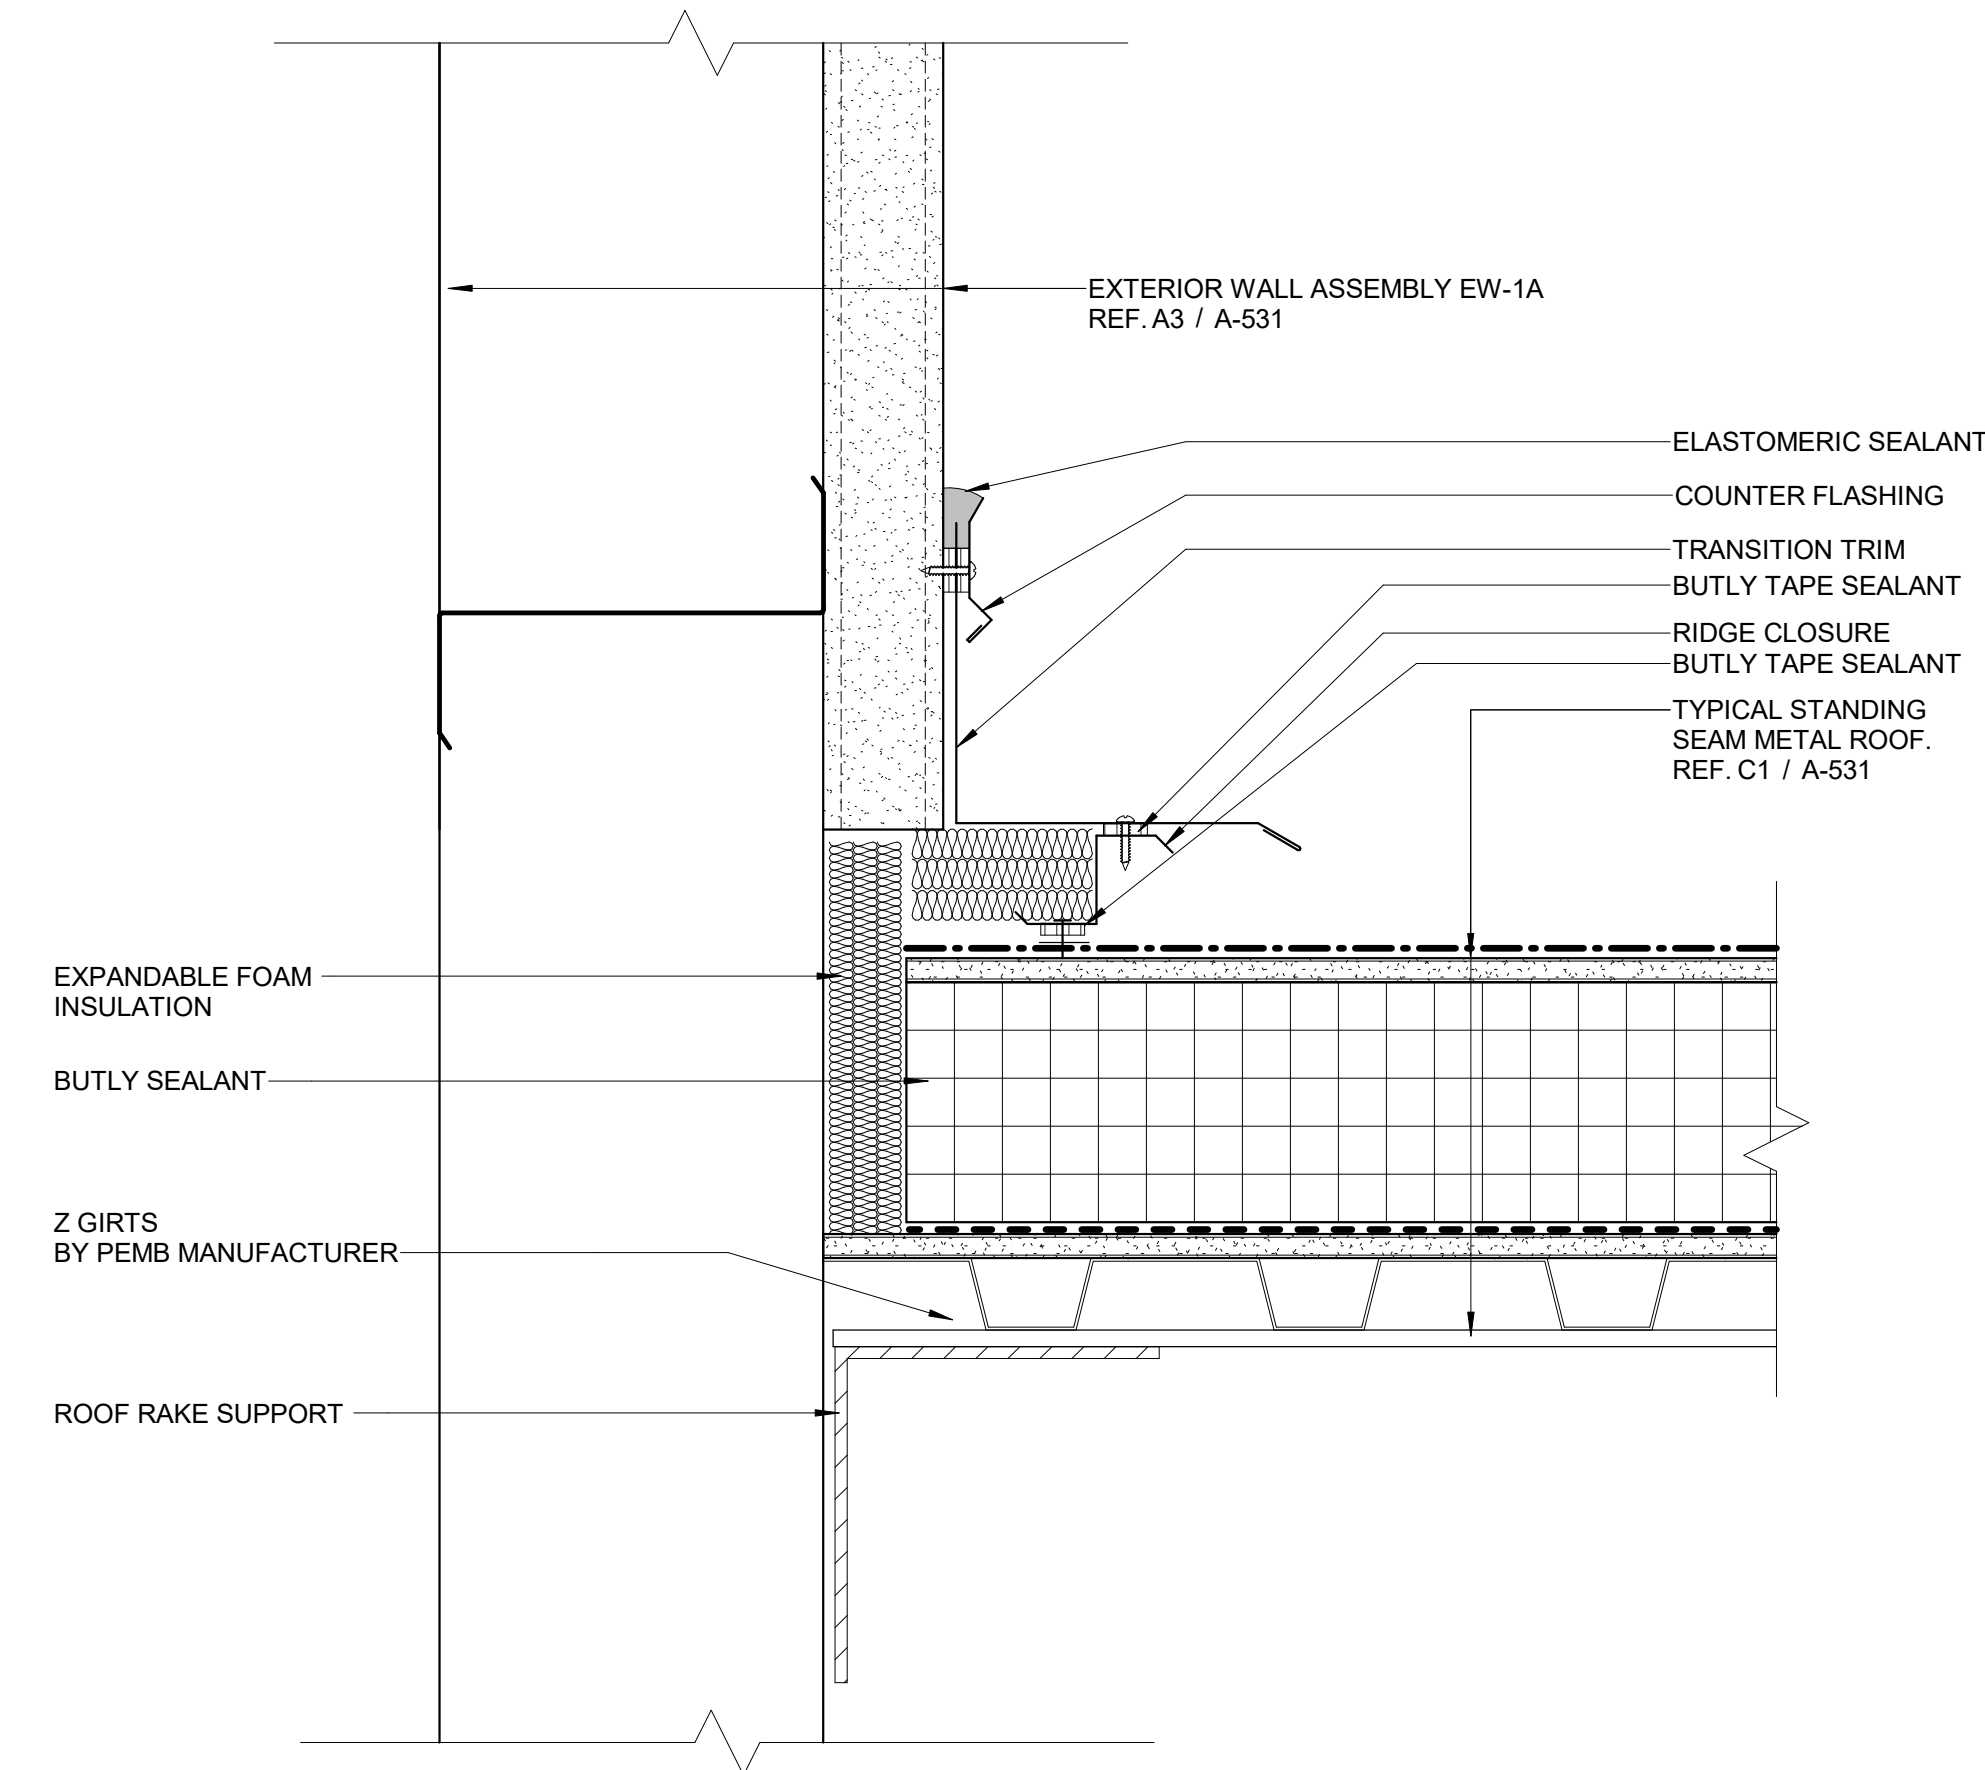 EXTERIOR WALL ASSEMBLY EW-1A
REF. A3 / A-531
ELASTOMERIC SEALANT
COUNTER FLASHING
TRANSITION TRIM
BUTLY TAPE SEALANT
RIDGE CLOSURE
BUTLY TAPE SEALANT
TYPICAL STANDING
SEAM METAL ROOF.
REF. C1 / A-531
EXPANDABLE FOAM
INSULATION
BUTLY SEALANT
Z GIRTS
BY PEMB MANUFACTURER
ROOF RAKE SUPPORT